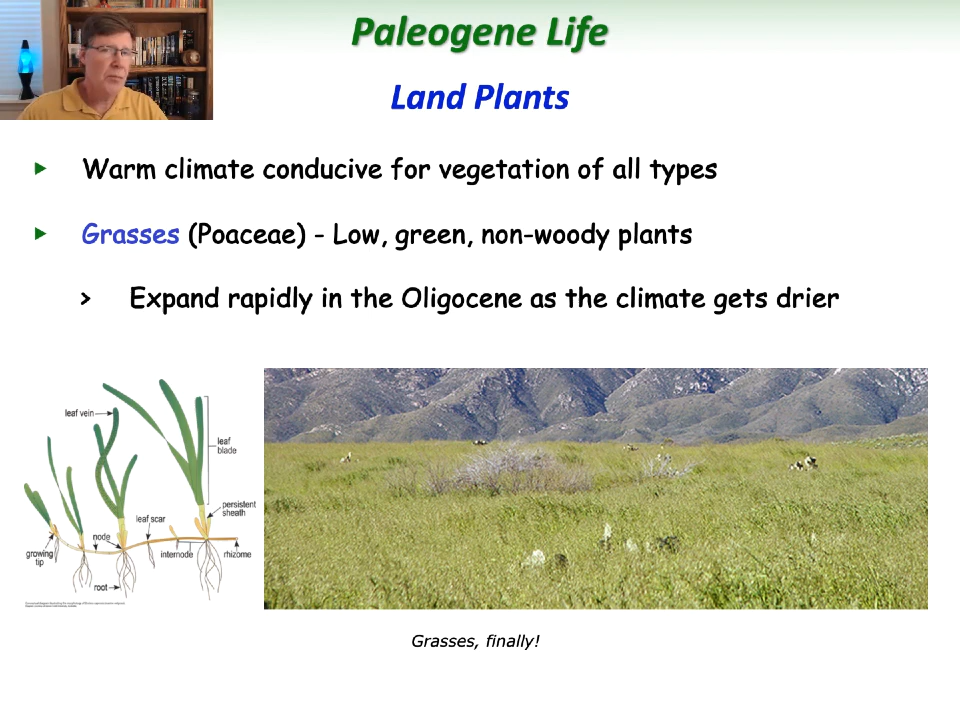 Paleogene Life
Land Plants
Warm climate conducive for vegetation of all types
Grasses (Poaceae) - Low, green, non-woody plants
> Expand rapidly in the Oligocene as the climate gets drier
leaf vein
leaf
blade
persistent
sheath
leaf scar
node
growing
tip
internode
rhizome
root
Grasses, finally!